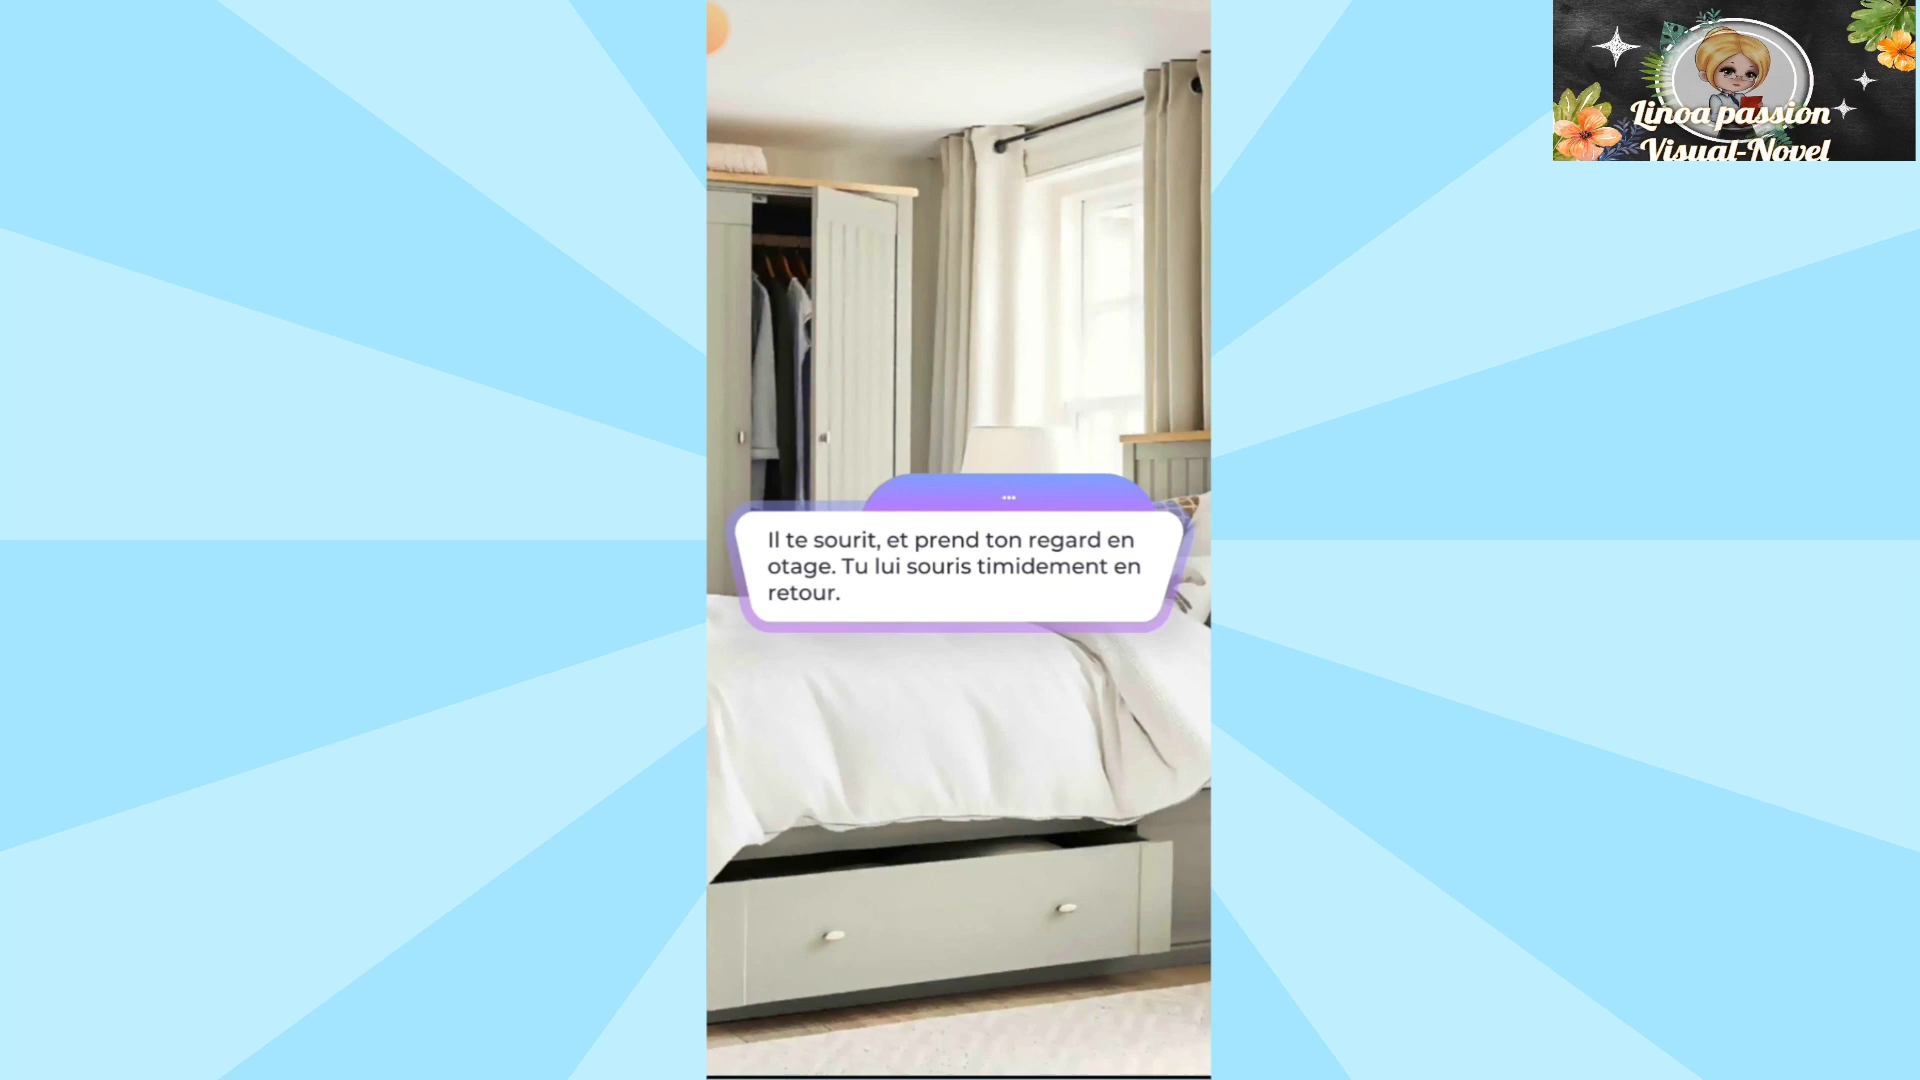 Linoa passion
Visual-Novel
...
Il te sourit, et prend ton regard en
otage. Tu lui souris timidement en
retour.